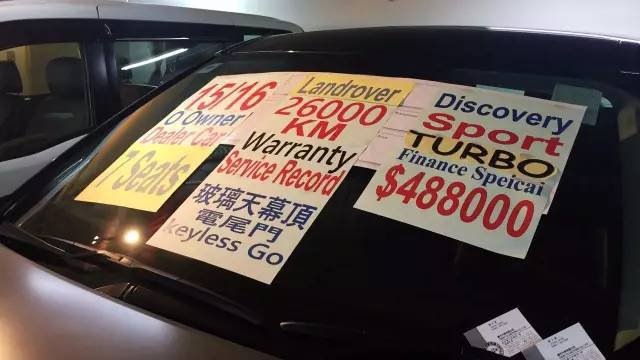 15/16
0 Owner
Dealer Car
7 Seats
Landrover
26000
KM
Warranty
Service Record
玻璃天幕頂
電尾門
keyless Go
Discovery
Sport
TURBO
Finance Speicai
$488000